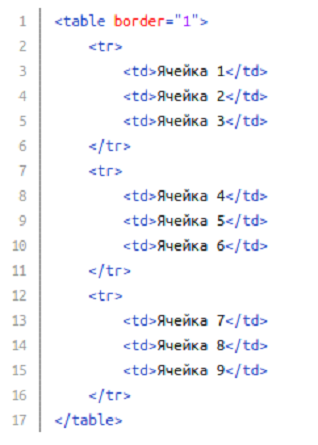 1 <table border="1">
2 <tr>
3 <td>Ячейка 1</td>
4 <td>Ячейка 2</td>
5 <td>Ячейка 3</td>
6 </tr>
7 <tr>
8 <td>Ячейка 4</td>
9 <td>Ячейка 5</td>
10 <td>Ячейка 6</td>
11 </tr>
12 <tr>
13 <td>Ячейка 7</td>
14 <td>Ячейка 8</td>
15 <td>Ячейка 9</td>
16 </tr>
17 </table>